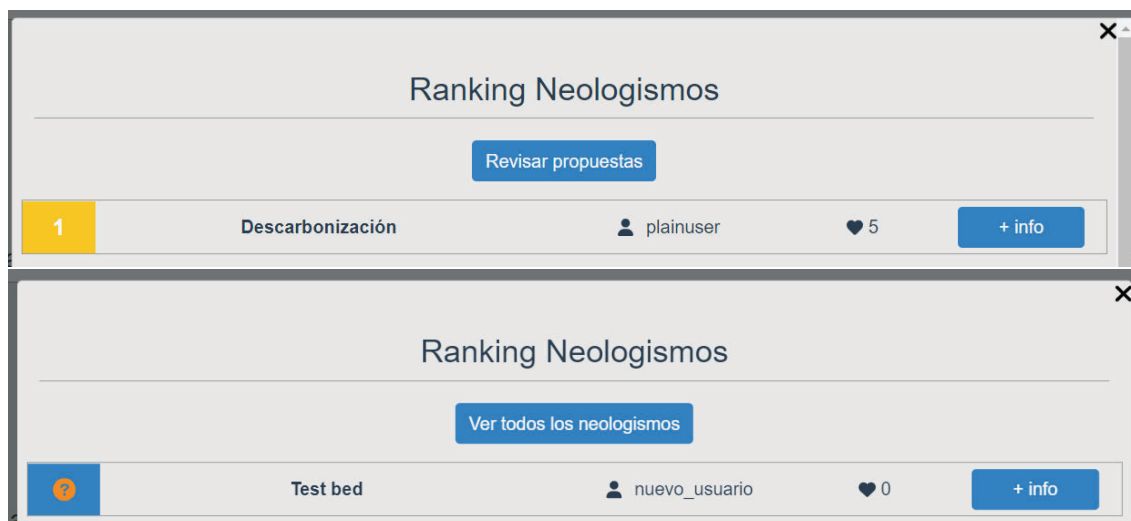 Ranking Neologismos
Revisar propuestas
1 Descarbonización plainuser 5 + info
Ranking Neologismos
Ver todos los neologismos
? Test bed nuevo_usuario 0 + info